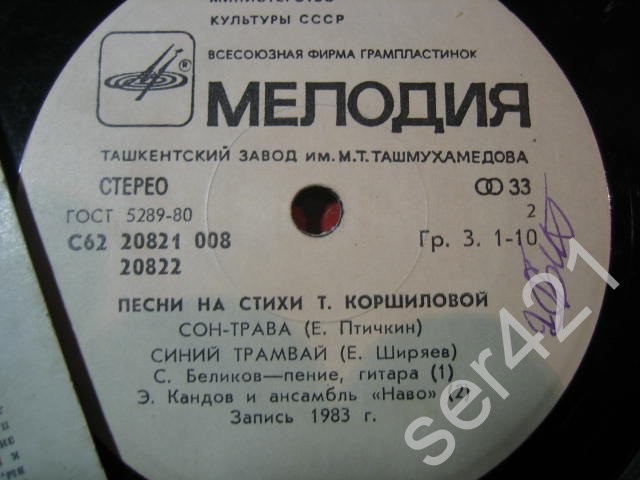 МИНИСТЕРСТВО
КУЛЬТУРЫ СССР
ВСЕСОЮЗНАЯ ФИРМА ГРАМПЛАСТИНОК
®
МЕЛОДИЯ
ТАШКЕНТСКИЙ ЗАВОД им. М.Т. ТАШМУХАМЕДОВА
СТЕРЕО
33
ГОСТ 5289-80
2
С62 20821 008
Гр. 3. 1-10
20822
ПЕСНИ НА СТИХИ Т. КОРШИЛОВОЙ
СОН-ТРАВА (Е. Птичкин)
СИНИЙ ТРАМВАЙ (Е. Ширяев)
С. Беликов—пение, гитара (1)
Э. Кандов и ансамбль «Наво» (2)
Запись 1983 г.
ser421